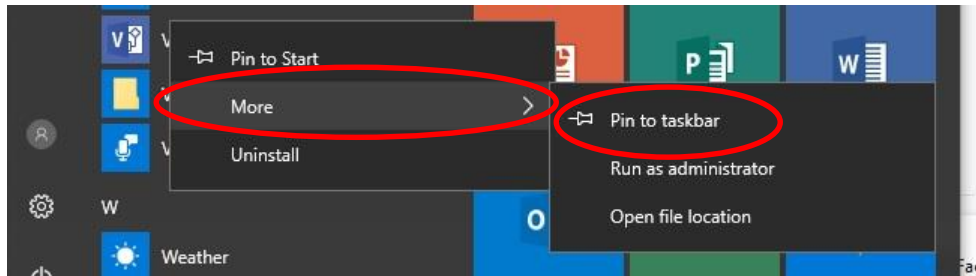 V
Pin to Start
More
Pin to taskbar
V
Uninstall
Run as administrator
W
Open file location
Weather
P
W
O